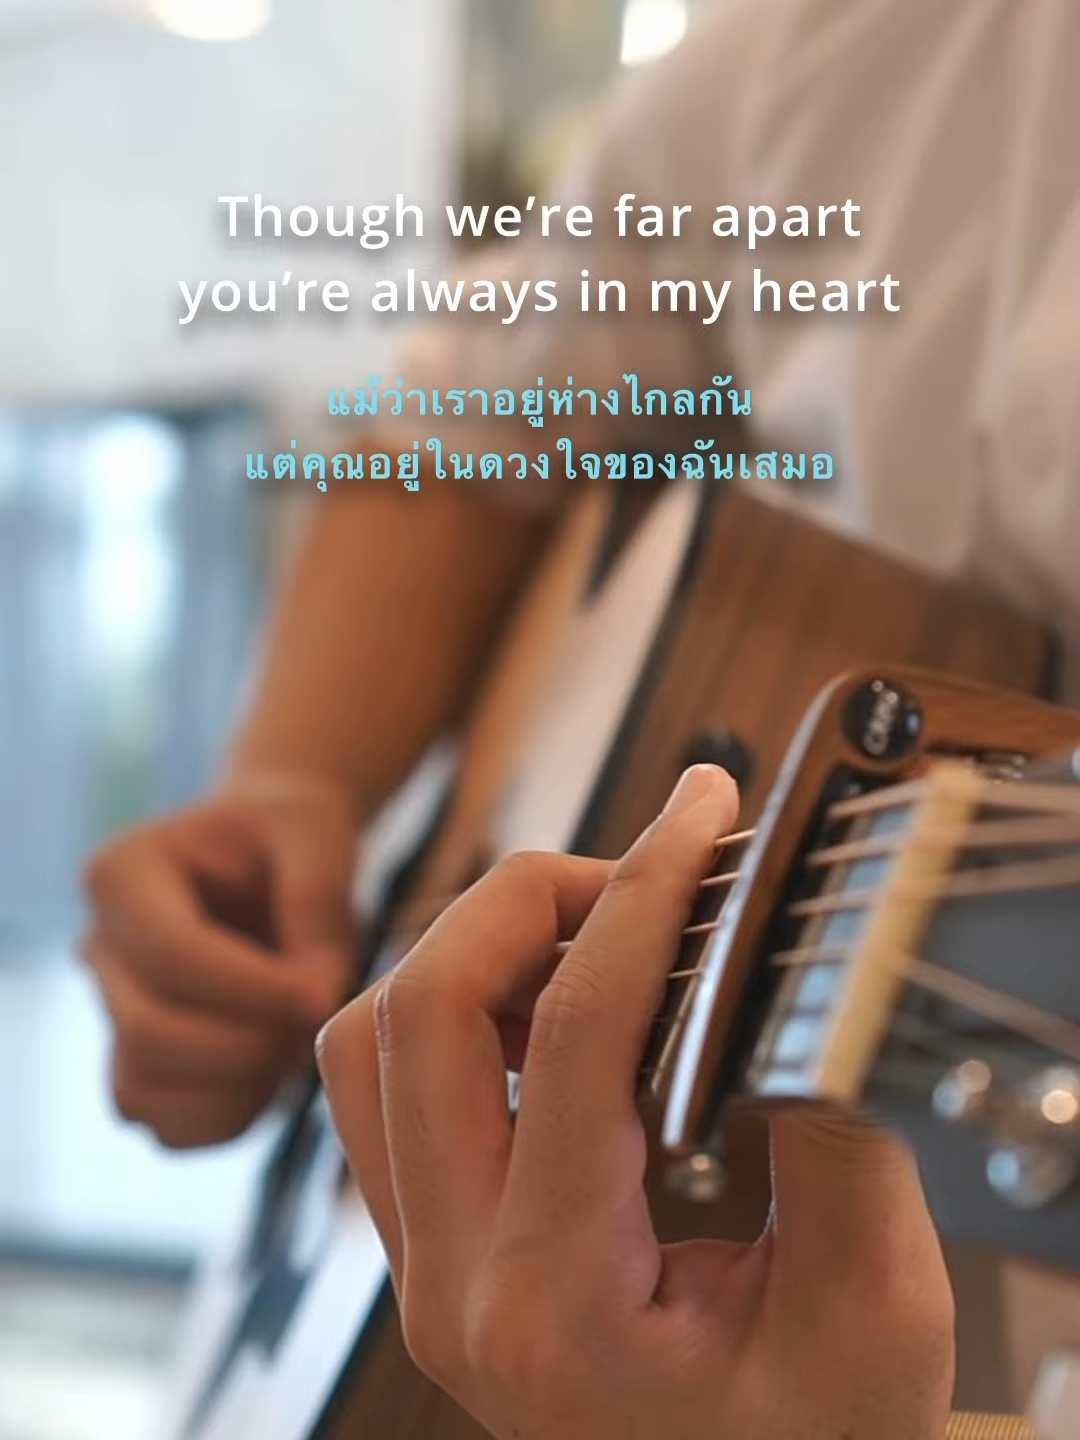 Though we’re far apart
you’re always in my heart
แม้ว่าเราอยู่ห่างไกลกัน
แต่คุณอยู่ในดวงใจของฉันเสมอ